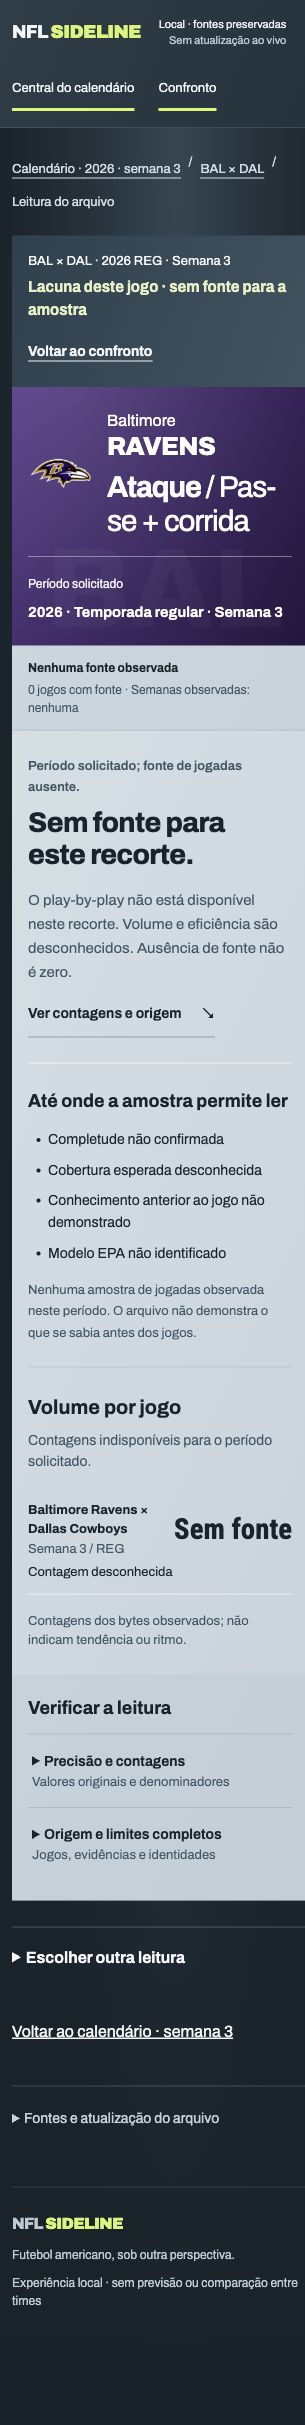 NFL SIDELINE
Local · fontes preservadas
Sem atualização ao vivo
Central do calendário
Confronto
Calendário · 2026 · semana 3 / BAL × DAL /
Leitura do arquivo
BAL × DAL · 2026 REG · Semana 3
Lacuna deste jogo · sem fonte para a
amostra
Voltar ao confronto
Baltimore
RAVENS
Ataque / Pas-
se + corrida
BAL
Período solicitado
2026 · Temporada regular · Semana 3
Nenhuma fonte observada
0 jogos com fonte · Semanas observadas:
nenhuma
Período solicitado; fonte de jogadas
ausente.
Sem fonte para
este recorte.
O play-by-play não está disponível
neste recorte. Volume e eficiência são
desconhecidos. Ausência de fonte não
é zero.
Ver contagens e origem ↘
Até onde a amostra permite ler
• Completude não confirmada
• Cobertura esperada desconhecida
• Conhecimento anterior ao jogo não
demonstrado
• Modelo EPA não identificado
Nenhuma amostra de jogadas observada
neste período. O arquivo não demonstra o
que se sabia antes dos jogos.
Volume por jogo
Contagens indisponíveis para o período
solicitado.
Baltimore Ravens ×
Dallas Cowboys
Semana 3 / REG
Contagem desconhecida
Sem fonte
Contagens dos bytes observados; não
indicam tendência ou ritmo.
Verificar a leitura
▶ Precisão e contagens
Valores originais e denominadores
▶ Origem e limites completos
Jogos, evidências e identidades
▶ Escolher outra leitura
Voltar ao calendário · semana 3
▶ Fontes e atualização do arquivo
NFL SIDELINE
Futebol americano, sob outra perspectiva.
Experiência local · sem previsão ou comparação entre
times